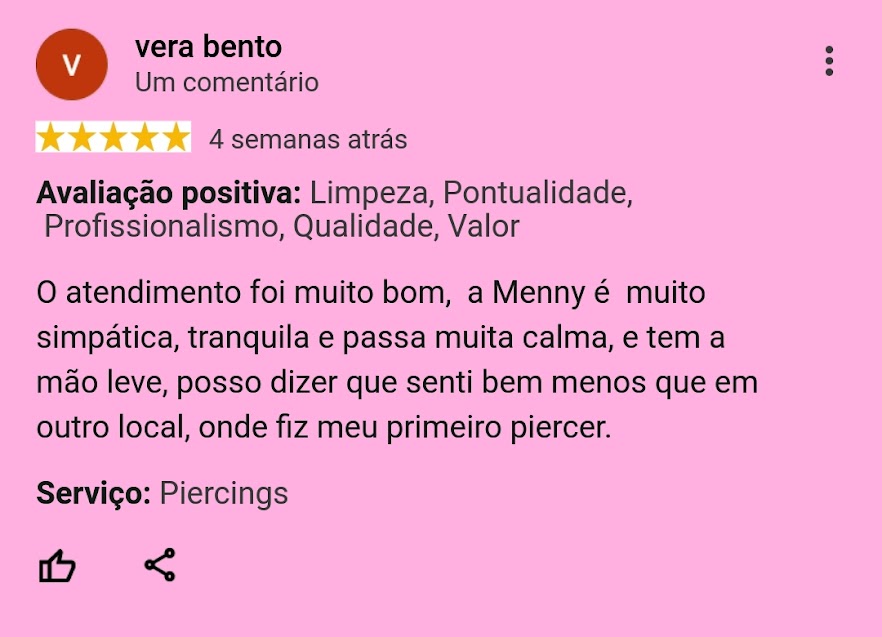 V
vera bento
Um comentário
4 semanas atrás
Avaliação positiva: Limpeza, Pontualidade,
Profissionalismo, Qualidade, Valor
O atendimento foi muito bom, a Menny é muito
simpática, tranquila e passa muita calma, e tem a
mão leve, posso dizer que senti bem menos que em
outro local, onde fiz meu primeiro piercer.
Serviço: Piercings